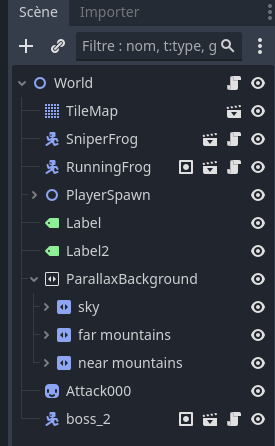 Scène
Importer
Filtre : nom, t:type, g
World
TileMap
SniperFrog
RunningFrog
PlayerSpawn
Label
Label2
ParallaxBackground
sky
far mountains
near mountains
Attack000
boss_2